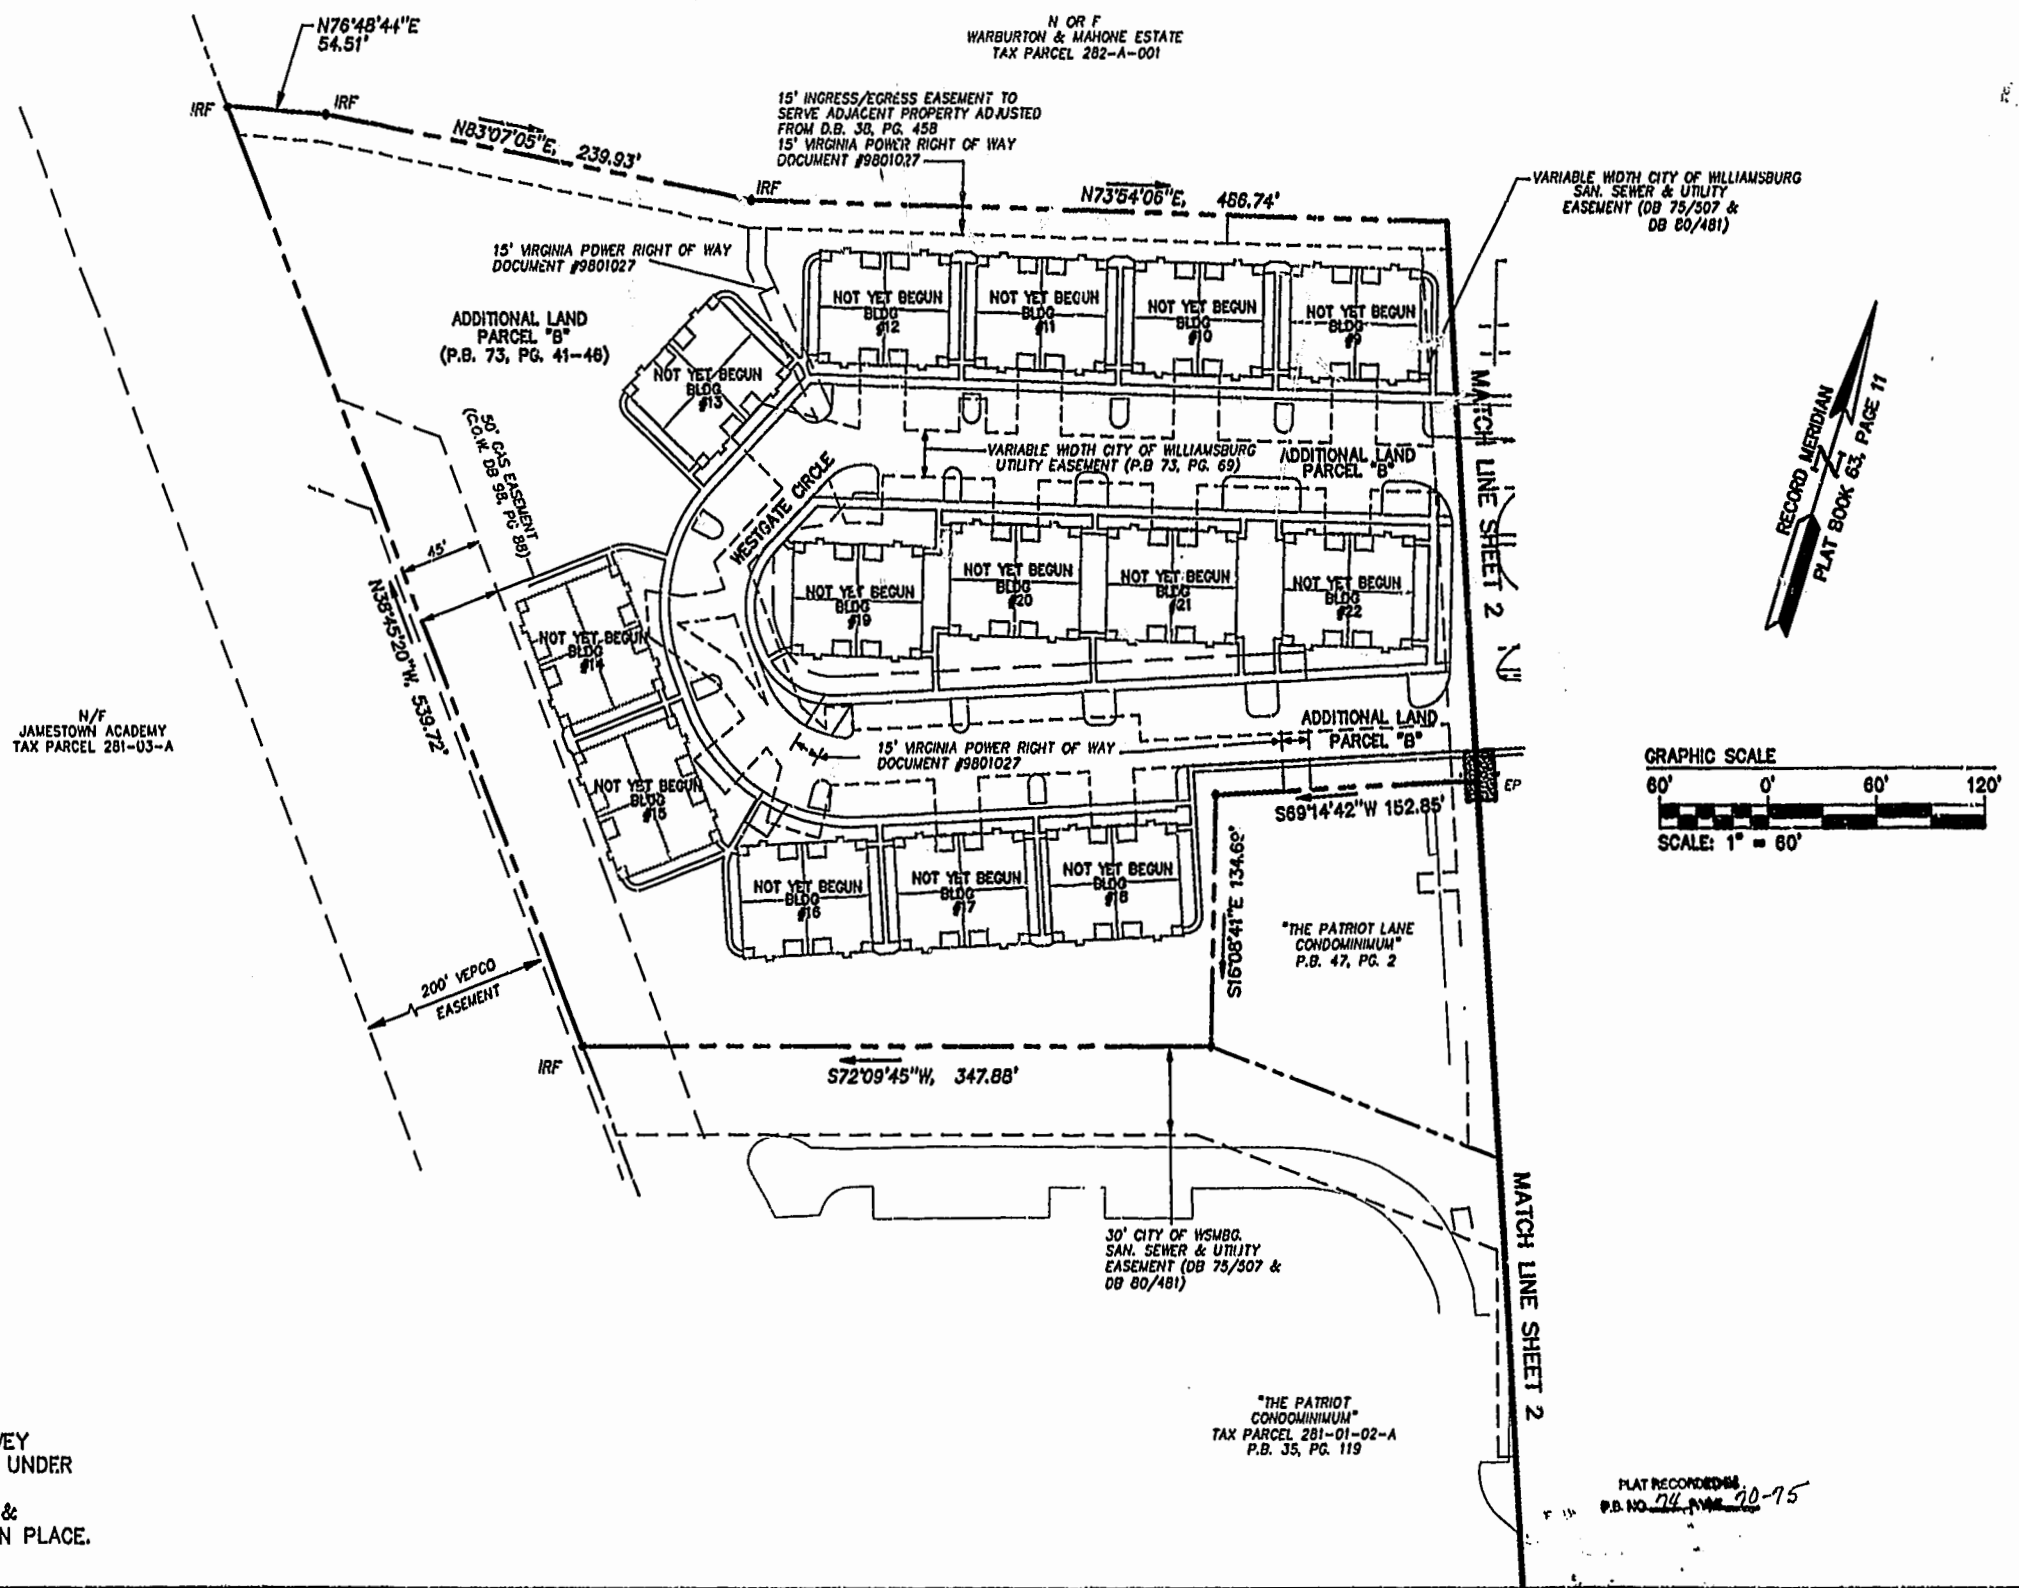 N76°48'44"E
54.51'
IRF
IRF
N83°07'05"E, 239.93'
IRF
N OR F
WARBURTON & MAHONE ESTATE
TAX PARCEL 282-A-001
15' INGRESS/EGRESS EASEMENT TO
SERVE ADJACENT PROPERTY ADJUSTED
FROM D.B. 38, PG. 458
15' VIRGINIA POWER RIGHT OF WAY
DOCUMENT #9801027
N73°54'06"E, 466.74'
VARIABLE WIDTH CITY OF WILLIAMSBURG
SAN. SEWER & UTILITY
EASEMENT (DB 75/507 &
DB 80/481)
15' VIRGINIA POWER RIGHT OF WAY
DOCUMENT #9801027
ADDITIONAL LAND
PARCEL "B"
(P.B. 73, PG. 41-46)
NOT YET BEGUN
BLDG
#12
NOT YET BEGUN
BLDG
#11
NOT YET BEGUN
BLDG
#10
NOT YET BEGUN
BLDG
#9
NOT YET BEGUN
BLDG
#13
MATCH LINE SHEET 2
RECORD MERIDIAN
PLAT BOOK 63, PAGE 11
VARIABLE WIDTH CITY OF WILLIAMSBURG
UTILITY EASEMENT (P.B 73, PG. 69)
ADDITIONAL LAND
PARCEL "B"
WESTGATE CIRCLE
50' GAS EASEMENT
(C.O.W. DB 98, PG 88)
45'
N38°45'20"W, 539.72'
NOT YET BEGUN
BLDG
#19
NOT YET BEGUN
BLDG
#20
NOT YET BEGUN
BLDG
#21
NOT YET BEGUN
BLDG
#22
NOT YET BEGUN
BLDG
#14
N/F
JAMESTOWN ACADEMY
TAX PARCEL 281-03-A
ADDITIONAL LAND
PARCEL "B"
15' VIRGINIA POWER RIGHT OF WAY
DOCUMENT #9801027
NOT YET BEGUN
BLDG
#15
EP
S69°14'42"W 152.85'
S16°08'41"E 134.69'
GRAPHIC SCALE
60' 0' 60' 120'
SCALE: 1" = 60'
NOT YET BEGUN
BLDG
#16
NOT YET BEGUN
BLDG
#17
NOT YET BEGUN
BLDG
#18
"THE PATRIOT LANE
CONDOMINIMUM"
P.B. 47, PG. 2
200' VEPCO
EASEMENT
IRF
S72°09'45"W, 347.88'
30' CITY OF WSMBG.
SAN. SEWER & UTILITY
EASEMENT (DB 75/507 &
DB 80/481)
MATCH LINE SHEET 2
"THE PATRIOT
CONDOMINIMUM"
TAX PARCEL 281-01-02-A
P.B. 35, PG. 119
VEY
UNDER
&
N PLACE.
PLAT RECORDED IN
P.B. NO. 74 PAGE 70-75